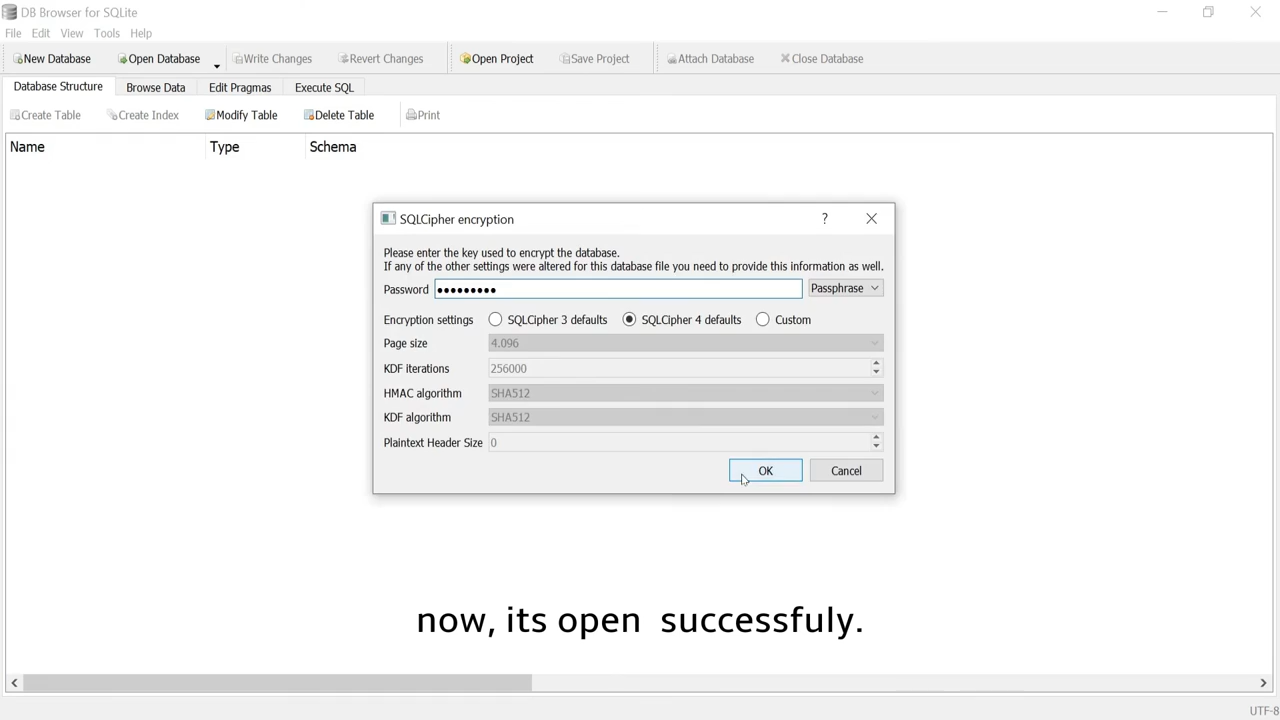 DB Browser for SQLite
File Edit View Tools Help
New Database Open Database Write Changes Revert Changes Open Project Save Project Attach Database Close Database
Database Structure Browse Data Edit Pragmas Execute SQL
Create Table Create Index Modify Table Delete Table Print
Name Type Schema
SQLCipher encryption ?
Please enter the key used to encrypt the database.
If any of the other settings were altered for this database file you need to provide this information as well.
Password ●●●●●●●●● Passphrase
Encryption settings SQLCipher 3 defaults SQLCipher 4 defaults Custom
Page size 4.096
KDF iterations 256000
HMAC algorithm SHA512
KDF algorithm SHA512
Plaintext Header Size 0
OK Cancel
now, its open successfuly.
UTF-8